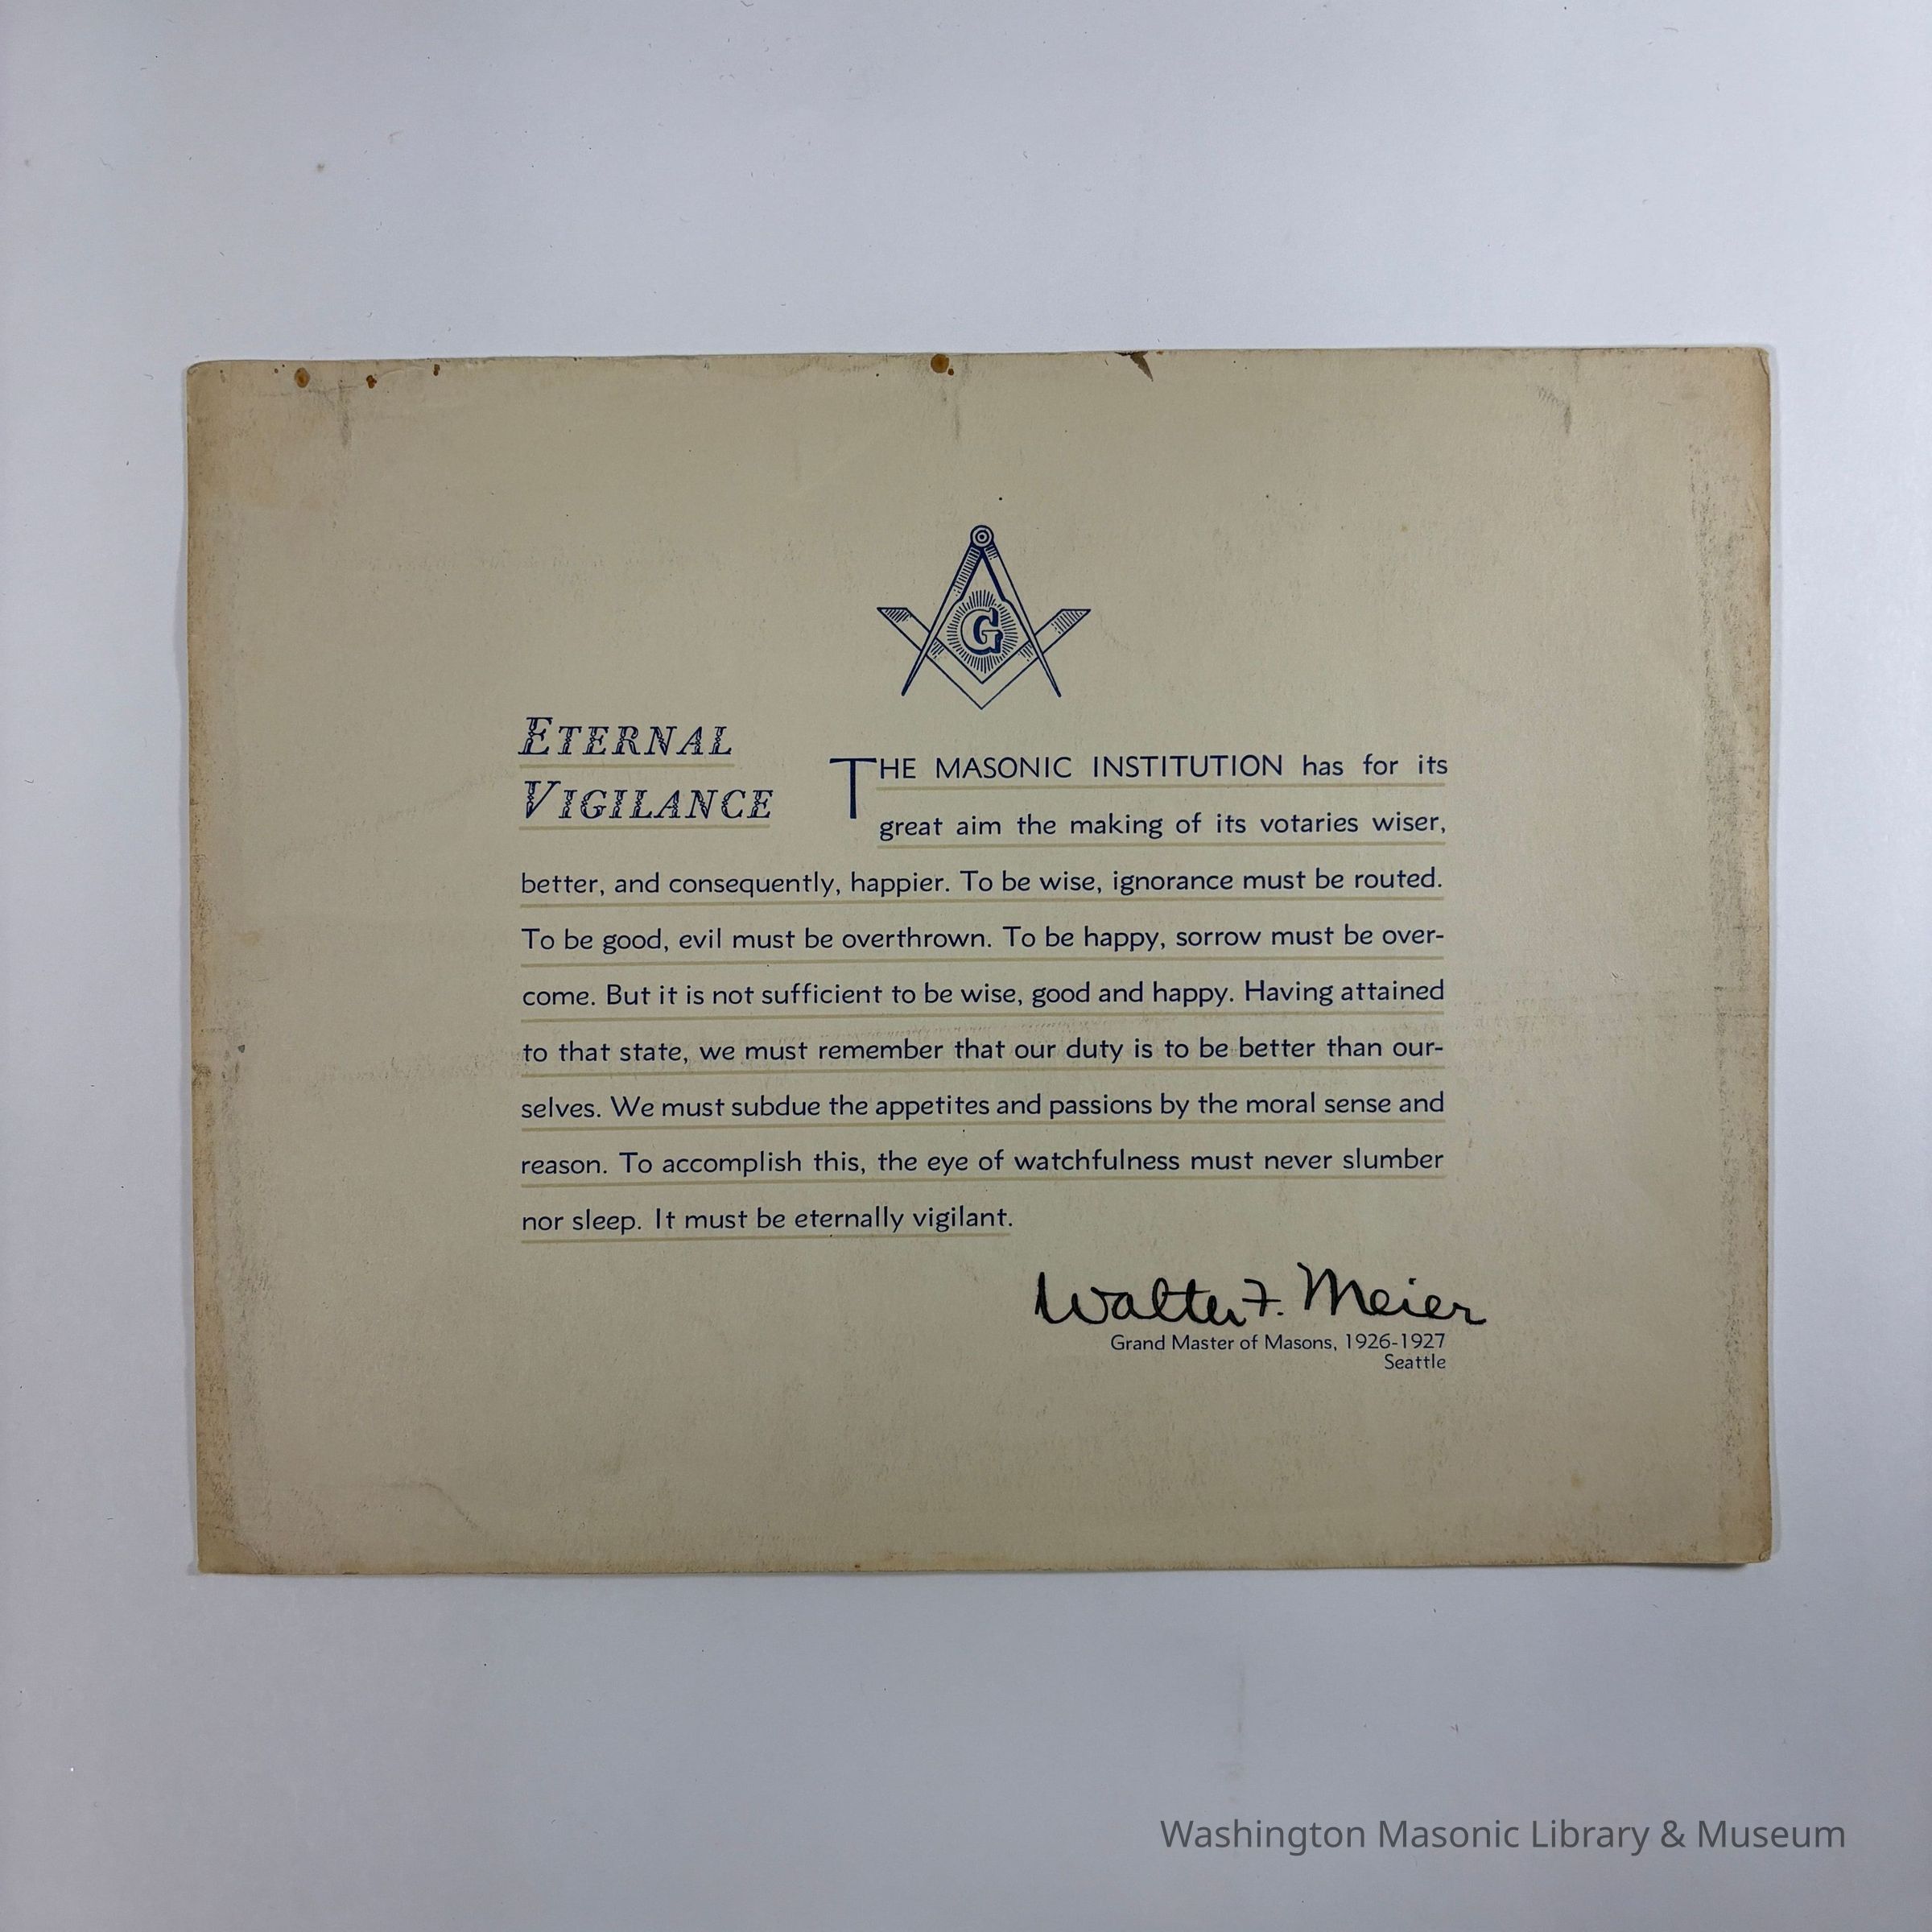 G
ETERNAL
VIGILANCE
THE MASONIC INSTITUTION has for its
great aim the making of its votaries wiser,
better, and consequently, happier. To be wise, ignorance must be routed.
To be good, evil must be overthrown. To be happy, sorrow must be over-
come. But it is not sufficient to be wise, good and happy. Having attained
to that state, we must remember that our duty is to be better than our-
selves. We must subdue the appetites and passions by the moral sense and
reason. To accomplish this, the eye of watchfulness must never slumber
nor sleep. It must be eternally vigilant.
Walter F. Meier
Grand Master of Masons, 1926-1927
Seattle
Washington Masonic Library & Museum